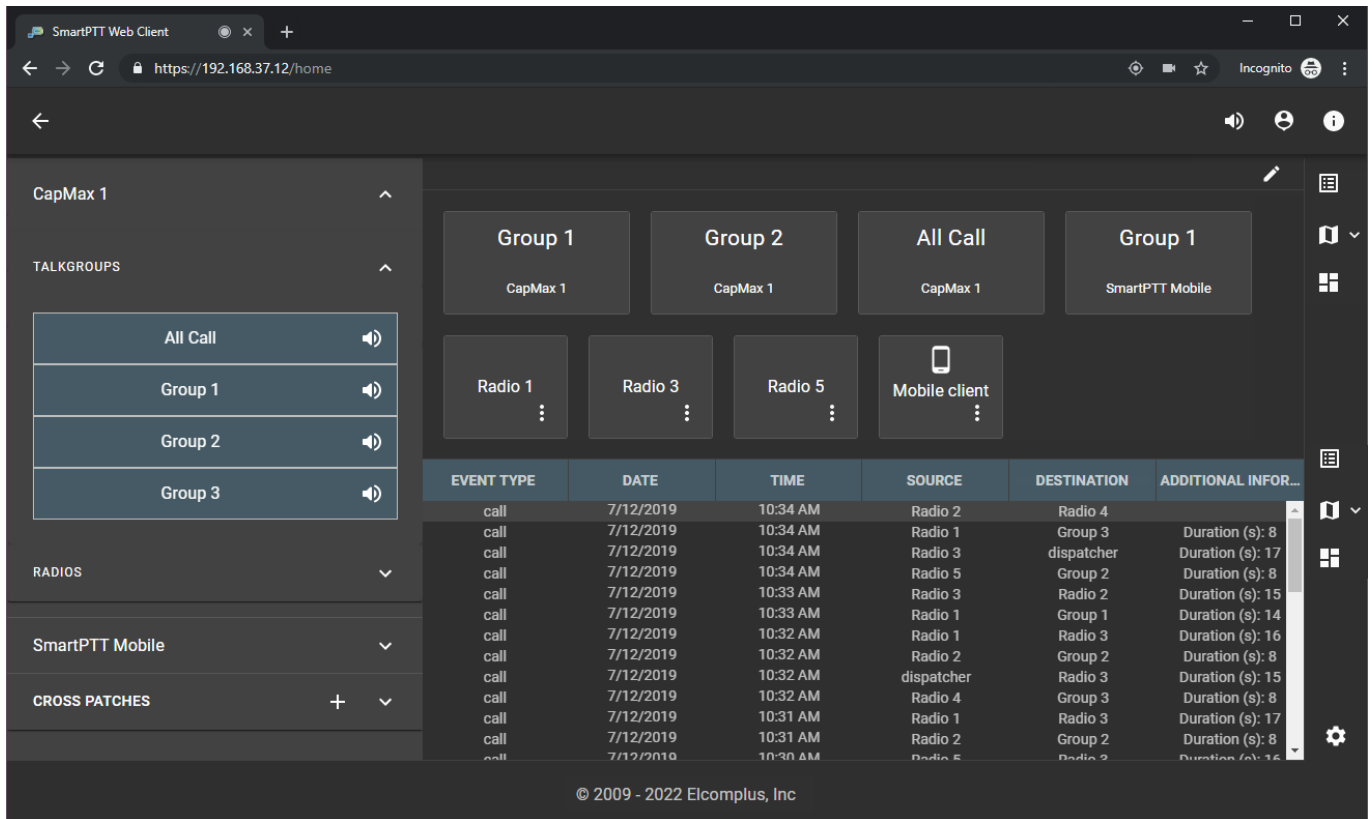 SmartPTT Web Client
https://192.168.37.12/home
Incognito
CapMax 1
TALKGROUPS
All Call
Group 1
Group 2
Group 3
RADIOS
SmartPTT Mobile
CROSS PATCHES
Group 1 Group 2 All Call Group 1
CapMax 1 CapMax 1 CapMax 1 SmartPTT Mobile
Radio 1 Radio 3 Radio 5 Mobile client
EVENT TYPE DATE TIME SOURCE DESTINATION ADDITIONAL INFOR...
call 7/12/2019 10:34 AM Radio 2 Radio 4
call 7/12/2019 10:34 AM Radio 1 Group 3 Duration (s): 8
call 7/12/2019 10:34 AM Radio 3 dispatcher Duration (s): 17
call 7/12/2019 10:34 AM Radio 5 Group 2 Duration (s): 8
call 7/12/2019 10:33 AM Radio 3 Radio 2 Duration (s): 15
call 7/12/2019 10:33 AM Radio 1 Group 1 Duration (s): 14
call 7/12/2019 10:32 AM Radio 1 Radio 3 Duration (s): 16
call 7/12/2019 10:32 AM Radio 2 Group 2 Duration (s): 8
call 7/12/2019 10:32 AM dispatcher Radio 3 Duration (s): 15
call 7/12/2019 10:32 AM Radio 4 Group 3 Duration (s): 8
call 7/12/2019 10:31 AM Radio 1 Radio 3 Duration (s): 17
call 7/12/2019 10:31 AM Radio 2 Group 2 Duration (s): 8
call 7/12/2019 10:30 AM Radio Radio Duration (s): 16
© 2009 - 2022 Elcomplus, Inc